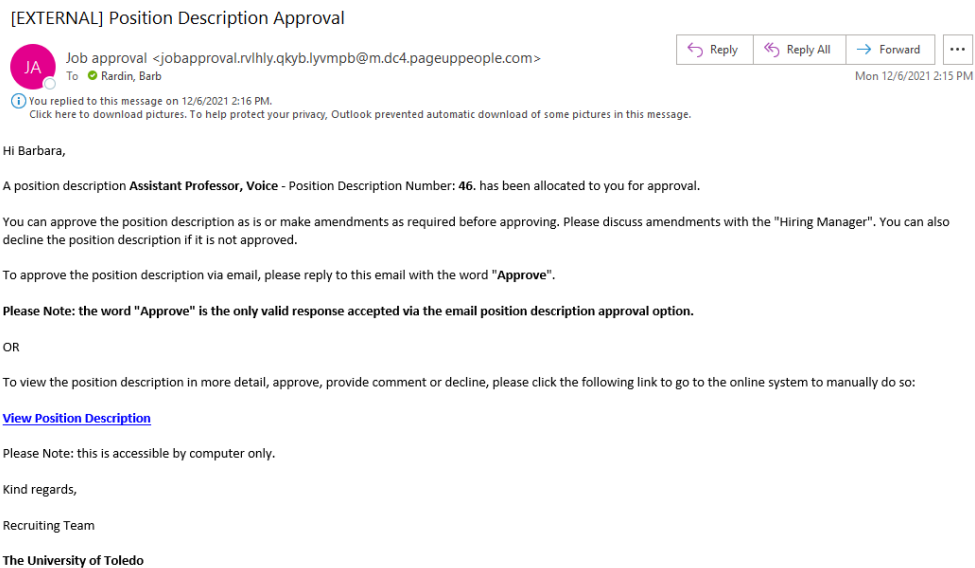 [EXTERNAL] Position Description Approval
JA
Job approval <jobapproval.rvlhly.qkyb.lyvmpb@m.dc4.pageuppeople.com>
To Rardin, Barb
Reply
Reply All
Forward
Mon 12/6/2021 2:15 PM
You replied to this message on 12/6/2021 2:16 PM.
Click here to download pictures. To help protect your privacy, Outlook prevented automatic download of some pictures in this message.
Hi Barbara,
A position description Assistant Professor, Voice - Position Description Number: 46. has been allocated to you for approval.
You can approve the position description as is or make amendments as required before approving. Please discuss amendments with the "Hiring Manager". You can also
decline the position description if it is not approved.
To approve the position description via email, please reply to this email with the word "Approve".
Please Note: the word "Approve" is the only valid response accepted via the email position description approval option.
OR
To view the position description in more detail, approve, provide comment or decline, please click the following link to go to the online system to manually do so:
View Position Description
Please Note: this is accessible by computer only.
Kind regards,
Recruiting Team
The University of Toledo